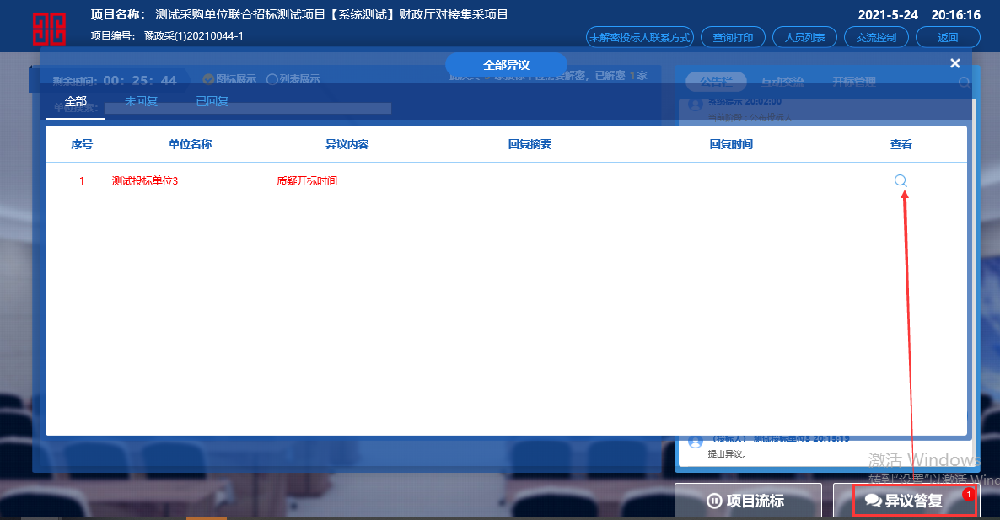 项目名称： 测试采购单位联合招标测试项目【系统测试】财政厅对接集采项目
2021-5-24 20:16:16
项目编号： 豫政采(1)20210044-1
未解密投标人联系方式 查询打印 人员列表 交流控制 返回
全部异议 ×
剩余时间：00：25：44 图标展示 列表展示
家投标单位需要解密，已解密 1 家
公告栏 互动交流 开标管理
全部 未回复 已回复
单位搜索：
系统提示 20:02:00
当前阶段：公布投标人
序号 单位名称 异议内容 回复摘要 回复时间 查看
1 测试投标单位3 质疑开标时间
（投标人） 测试投标单位3 20:15:19
提出异议。
激活 Windows
转到"设置"以激活 Wind
项目流标
异议答复 1